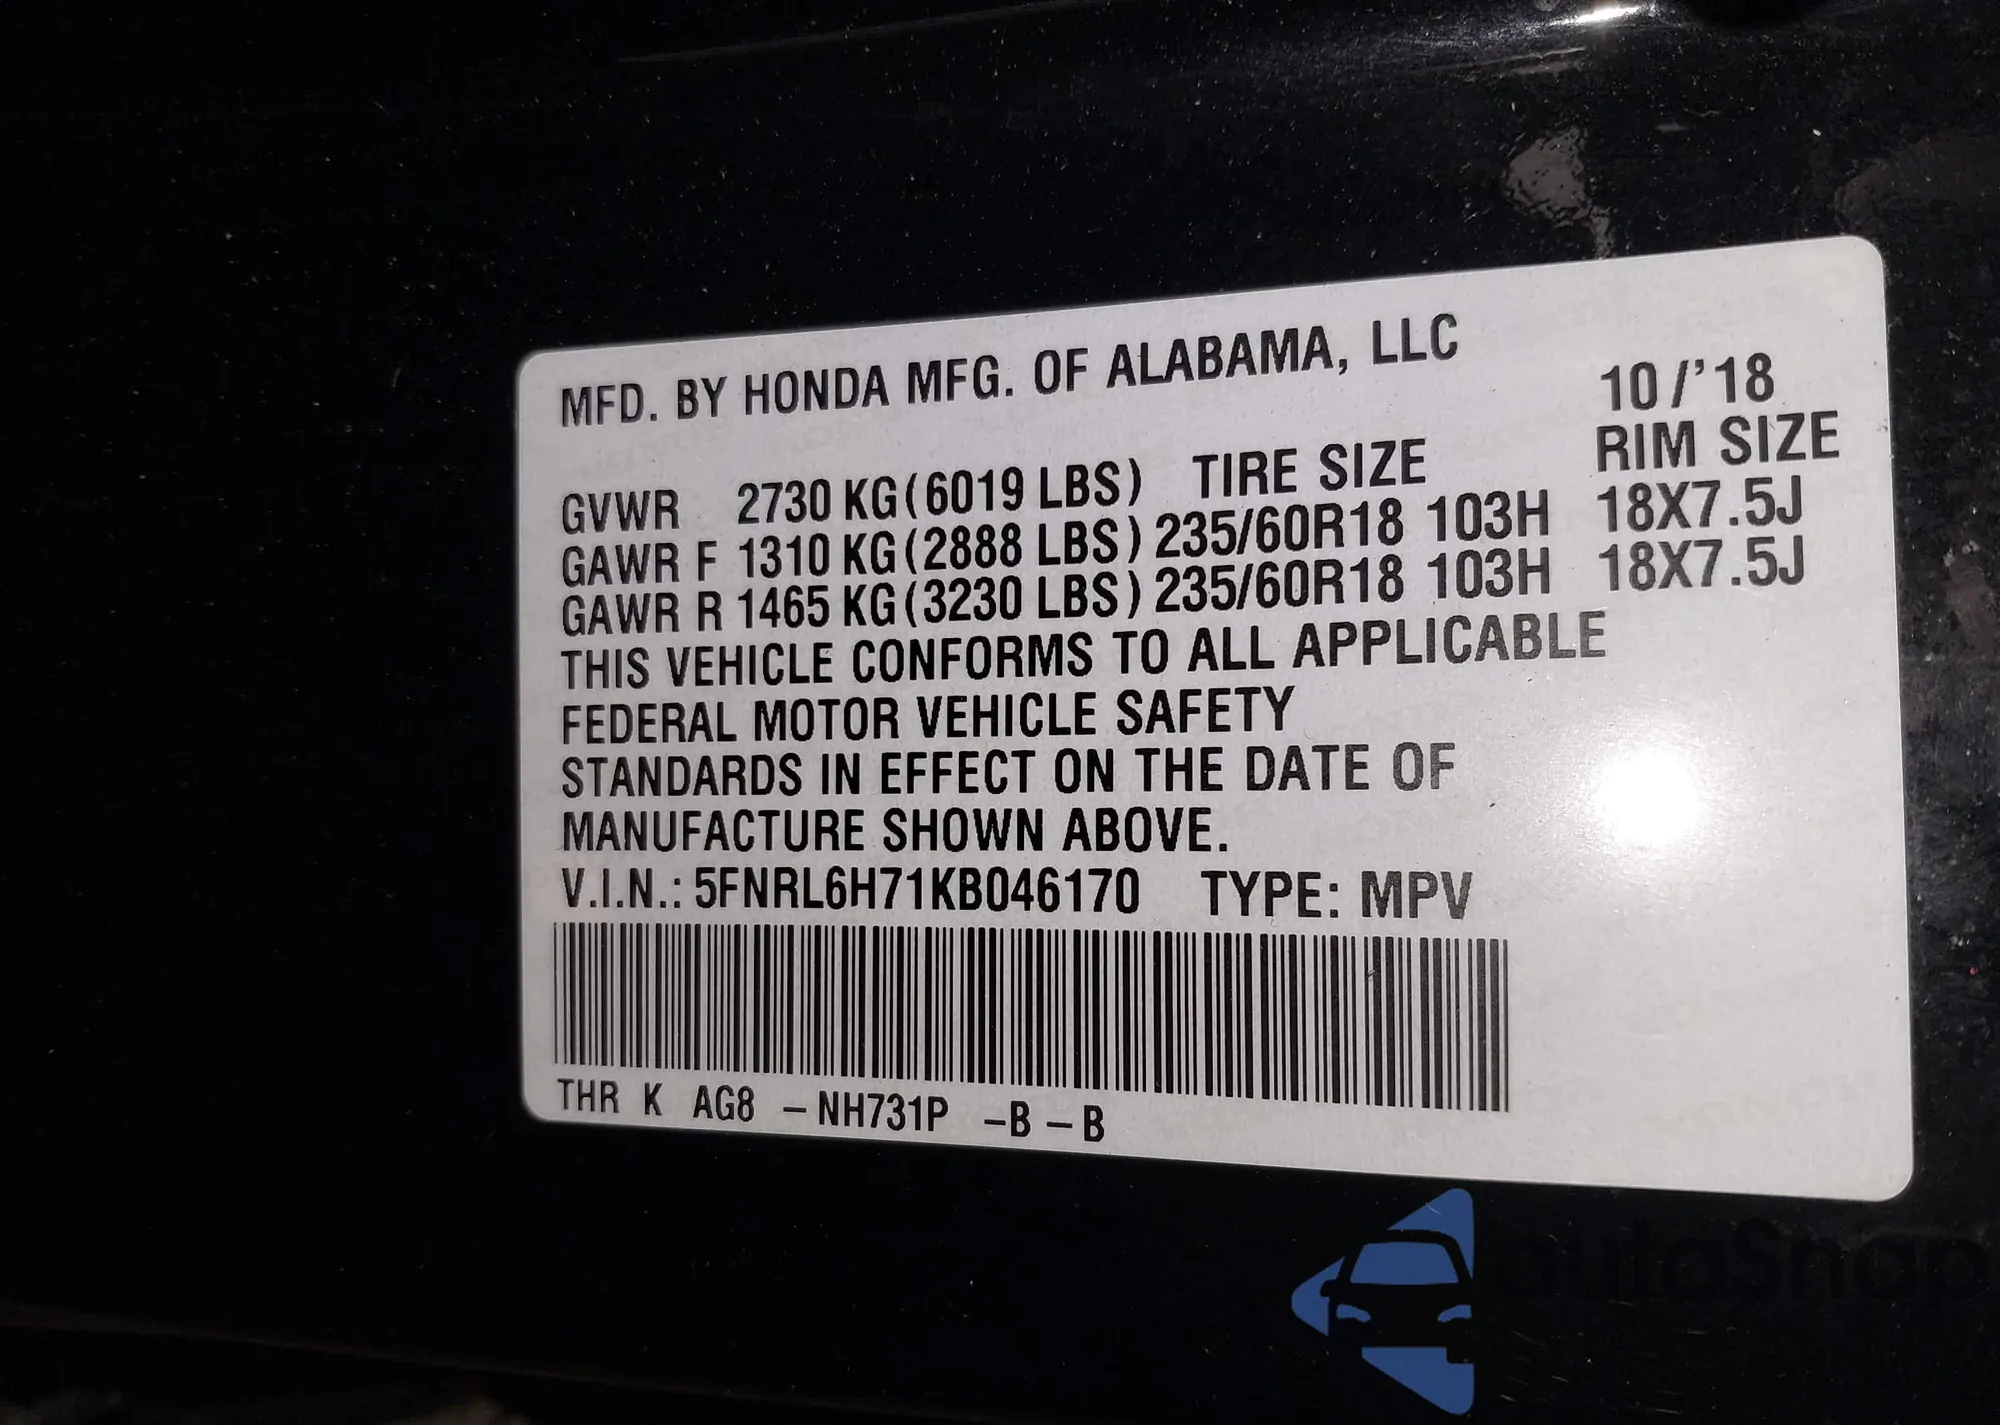 MFD. BY HONDA MFG. OF ALABAMA, LLC
10/'18
GVWR 2730 KG(6019 LBS) TIRE SIZE RIM SIZE
GAWR F 1310 KG(2888 LBS) 235/60R18 103H 18X7.5J
GAWR R 1465 KG(3230 LBS) 235/60R18 103H 18X7.5J
THIS VEHICLE CONFORMS TO ALL APPLICABLE
FEDERAL MOTOR VEHICLE SAFETY
STANDARDS IN EFFECT ON THE DATE OF
MANUFACTURE SHOWN ABOVE.
V.I.N.: 5FNRL6H71KB046170 TYPE: MPV
THR K AG8 -NH731P -B-B
autoSnap